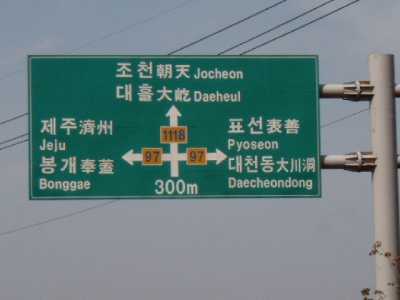 조천朝天 Jocheon
대흘大屹 Daeheul
1118
제주濟州
Jeju
봉개奉蓋
Bonggae
97
97
표선表善
Pyoseon
대천동大川洞
Daecheondong
300m